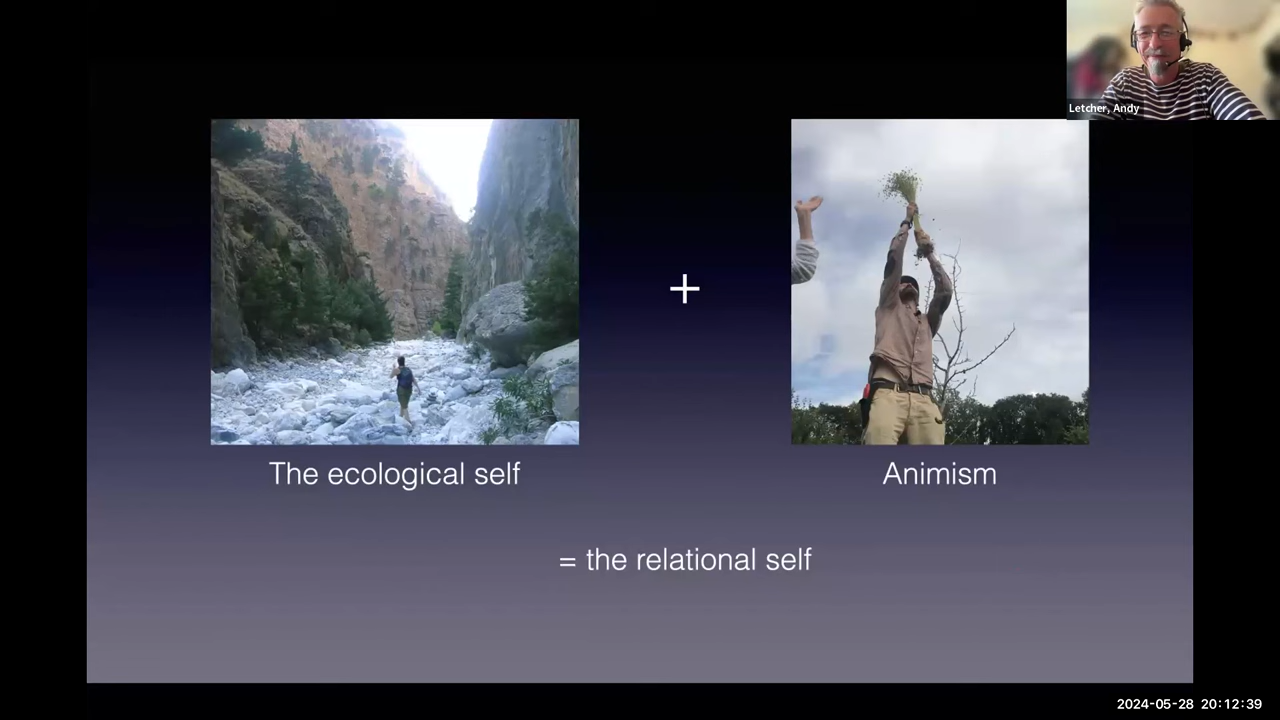 Letcher, Andy
+
The ecological self
Animism
= the relational self
2024-05-28 20:12:39